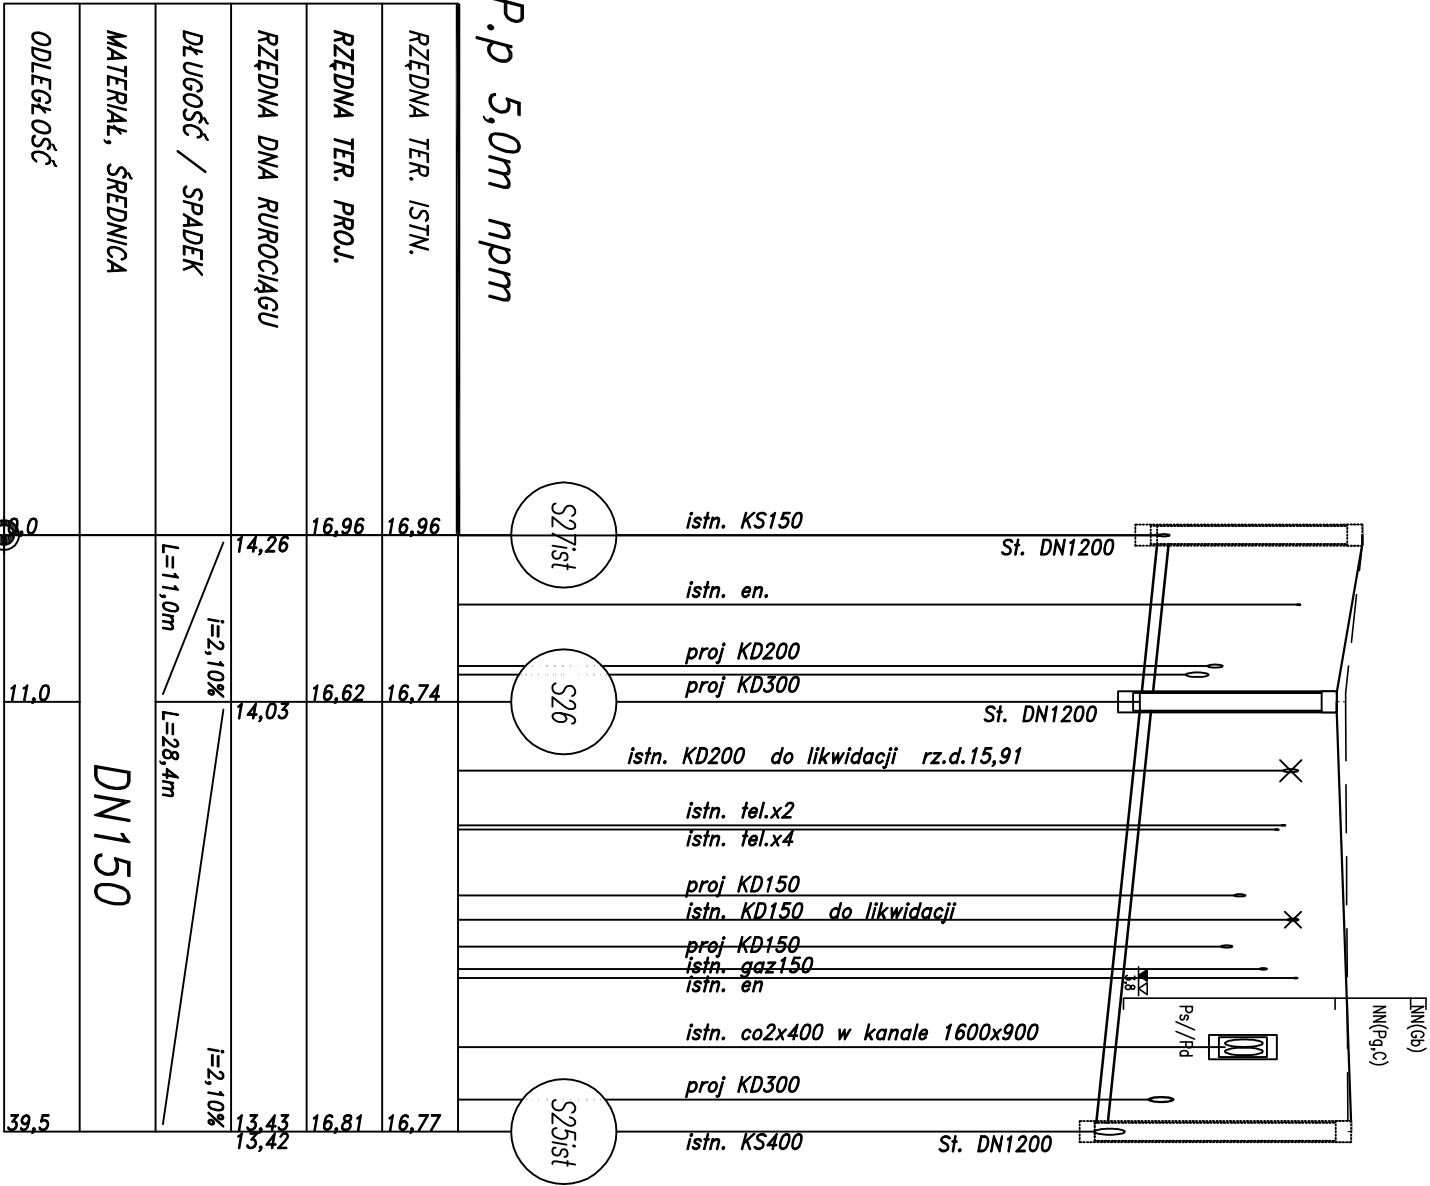 P.p 5,0m npm
RZĘDNA TER. ISTN.
16,96
16,74
16,77
RZĘDNA TER. PROJ.
16,96
16,62
16,81
RZĘDNA DNA RUROCIĄGU
14,26
14,03
13,43
13,42
DŁUGOŚĆ / SPADEK
L=11,0m
i=2,10%
L=28,4m
i=2,10%
MATERIAŁ, ŚREDNICA
DN150
ODLEGŁOŚĆ
0,0
11,0
39,5
S27ist
S26
S25ist
istn. KS150
St. DN1200
istn. en.
proj KD200
proj KD300
St. DN1200
istn. KD200 do likwidacji rz.d.15,91
istn. tel.x2
istn. tel.x4
proj KD150
istn. KD150 do likwidacji
proj KD150
istn. gaz150
istn. en
istn. co2x400 w kanale 1600x900
proj KD300
istn. KS400
St. DN1200
NN(Gb)
NN(Pg,C)
Ps//Pd